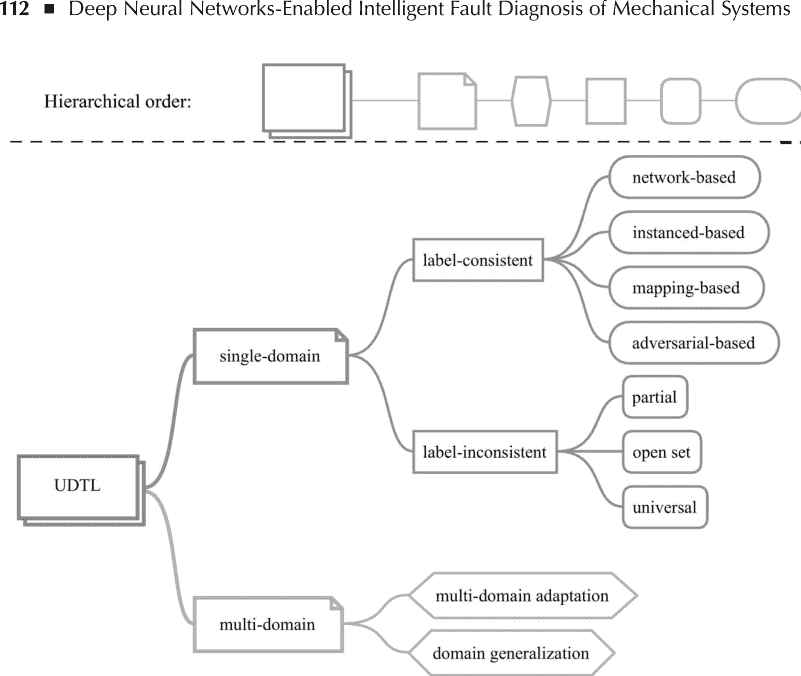 112 ■ Deep Neural Networks-Enabled Intelligent Fault Diagnosis of Mechanical Systems
Hierarchical order:
network-based
instanced-based
label-consistent
mapping-based
adversarial-based
single-domain
partial
label-inconsistent
open set
universal
UDTL
multi-domain adaptation
multi-domain
domain generalization